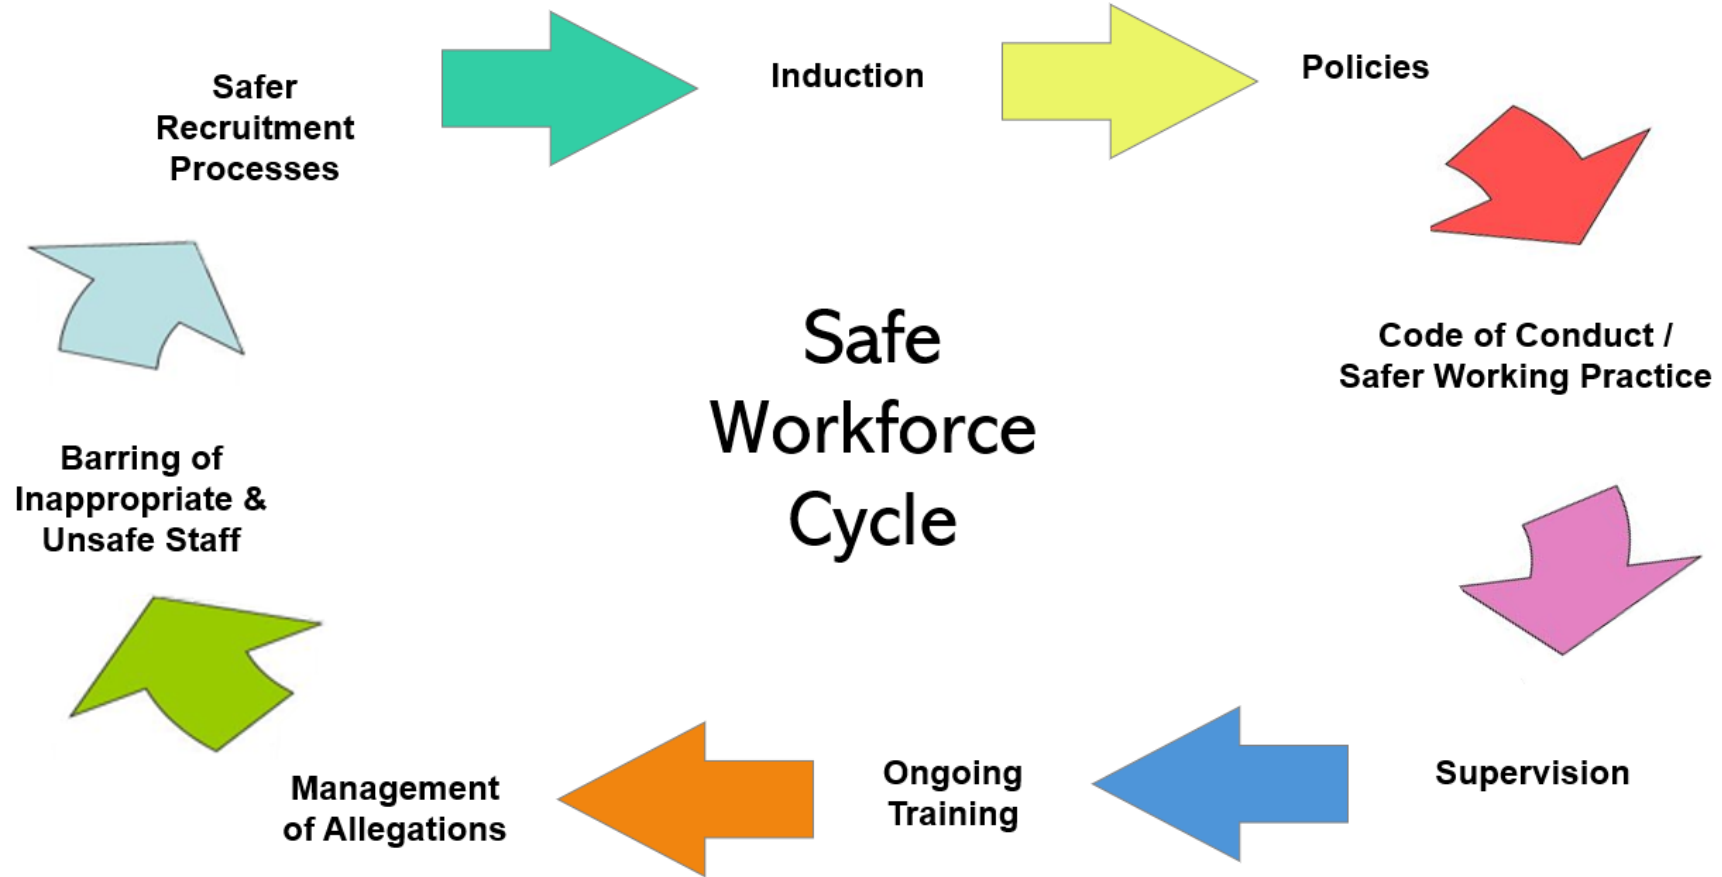 Safer
Recruitment
Processes
Induction
Policies
Code of Conduct /
Safer Working Practice
Supervision
Ongoing
Training
Management
of Allegations
Barring of
Inappropriate &
Unsafe Staff
Safe
Workforce
Cycle